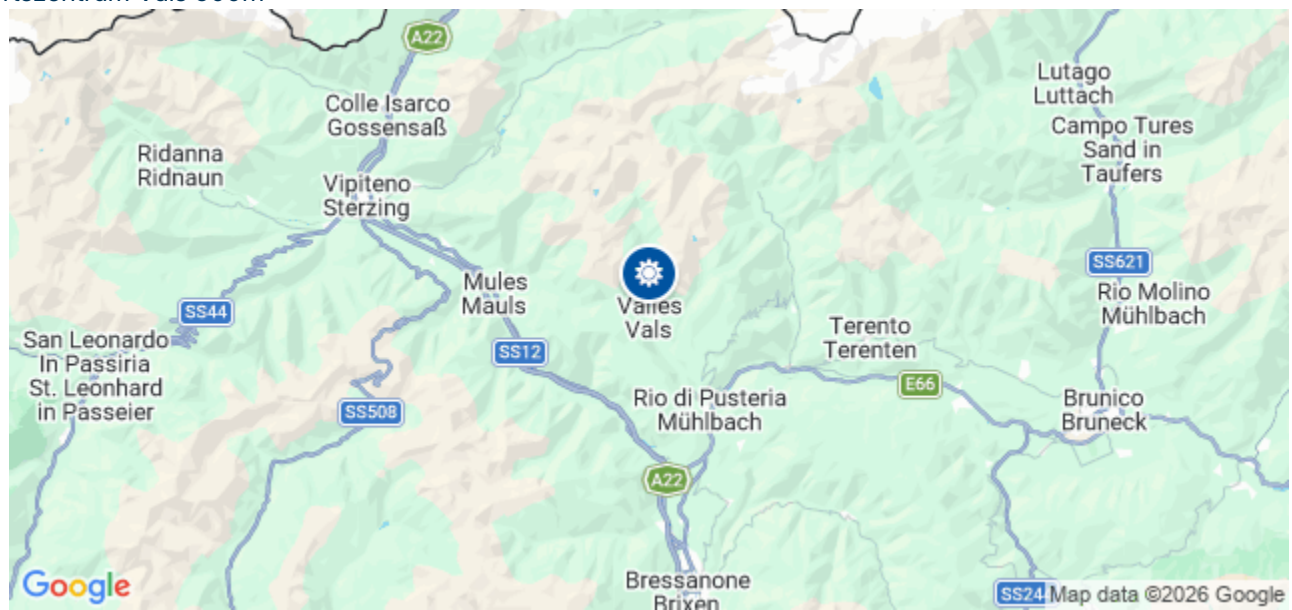 A22
Lutago
Luttach
Colle Isarco
Gossensaß
Campo Tures
Sand in
Taufers
Ridanna
Ridnaun
Vipiteno
Sterzing
SS621
Mules
Mauls
Valles
Vals
Rio Molino
Mühlbach
SS44
Terento
Terenten
San Leonardo
In Passiria
St. Leonhard
in Passeier
SS12
E66
SS508
Rio di Pusteria
Mühlbach
Brunico
Bruneck
A22
Bressanone
Brixen
Google
SS24
Map data ©2026 Google